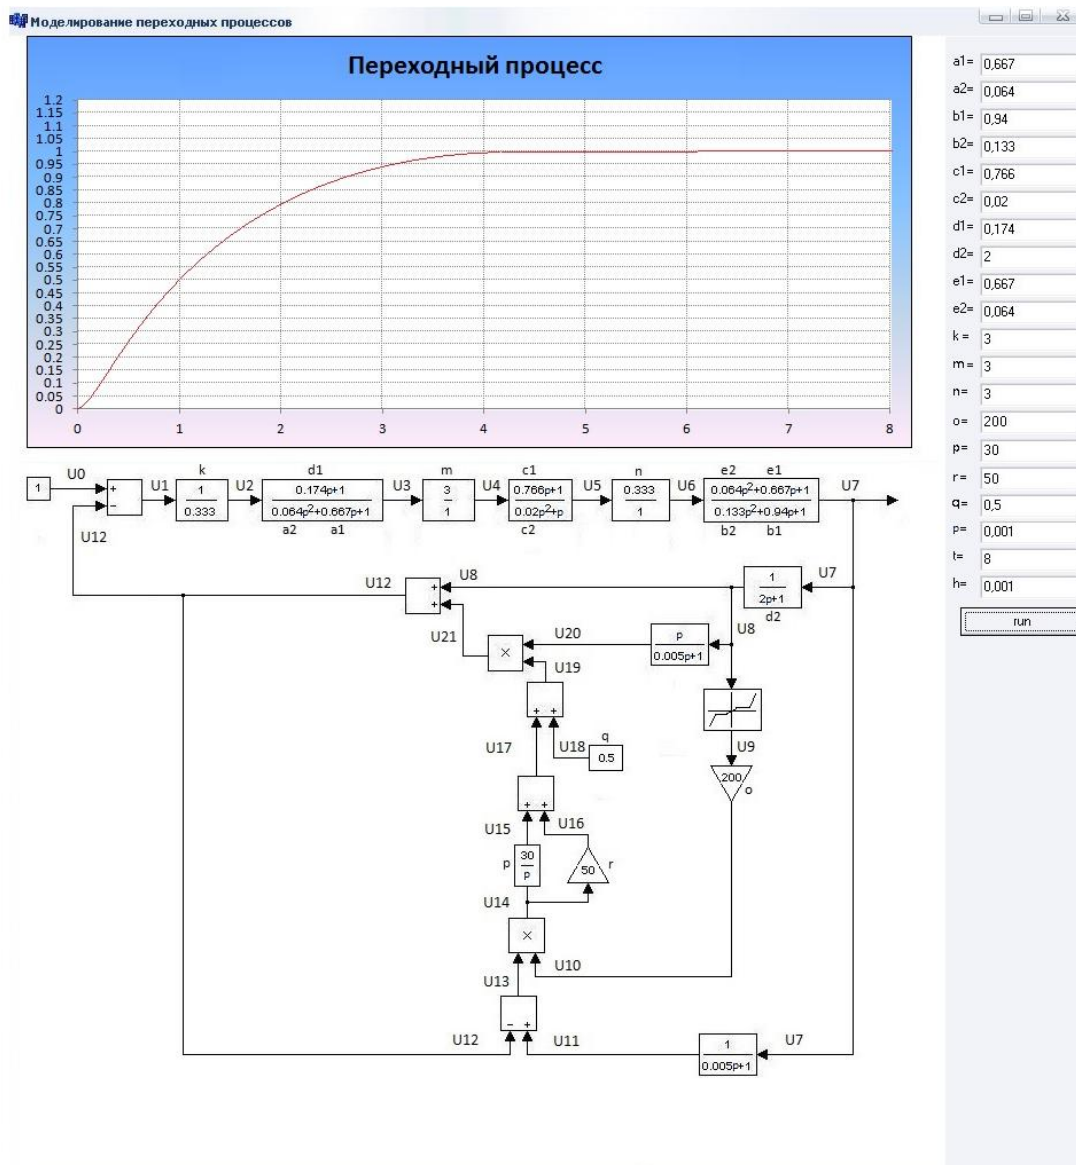 Моделирование переходных процессов
Переходный процесс
1.2
1.15
1.1
1.05
1
0.95
0.9
0.85
0.8
0.75
0.7
0.65
0.6
0.55
0.5
0.45
0.4
0.35
0.3
0.25
0.2
0.15
0.1
0.05
0
0 1 2 3 4 5 6 7 8
a1= 0,667
a2= 0,064
b1= 0,94
b2= 0,133
c1= 0,766
c2= 0,02
d1= 0,174
d2= 2
e1= 0,667
e2= 0,064
k= 3
m= 3
n= 3
o= 200
p= 30
r= 50
q= 0,5
p= 0,001
t= 8
h= 0,001
run
k d1 m c1 n e2 e1
U0 U1 U2 U3 U4 U5 U6 U7
1 + 1 0.174p+1 3 0.766p+1 0.333 0.064p²+0.667p+1
− 0.333 0.064p²+0.667p+1 1 0.02p²+p 1 0.133p²+0.94p+1
a2 a1 c2 b2 b1
U12
U12 U8 1 U7
+ 2p+1
+ d2
U21 U20 p U8
× 0.005p+1
U19
+ +
U17 U18 q U9
0.5
200 o
+ +
U15 U16
p 30 50 r
p
U14
×
U10
U13
− +
U12 U11 1 U7
0.005p+1